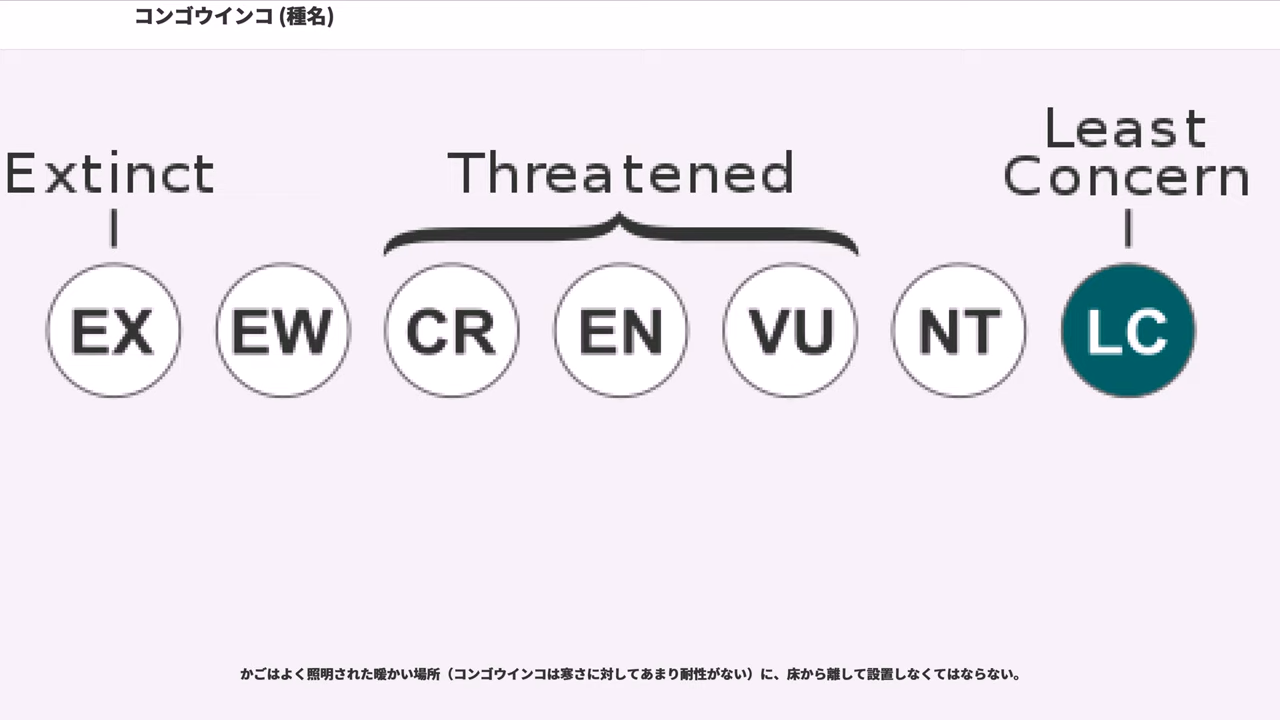 コンゴウインコ (種名)
Least
Concern
Extinct
Threatened
EX EW CR EN VU NT LC
かごはよく照明された暖かい場所（コンゴウインコは寒さに対してあまり耐性がない）に、床から離して設置しなくてはならない。